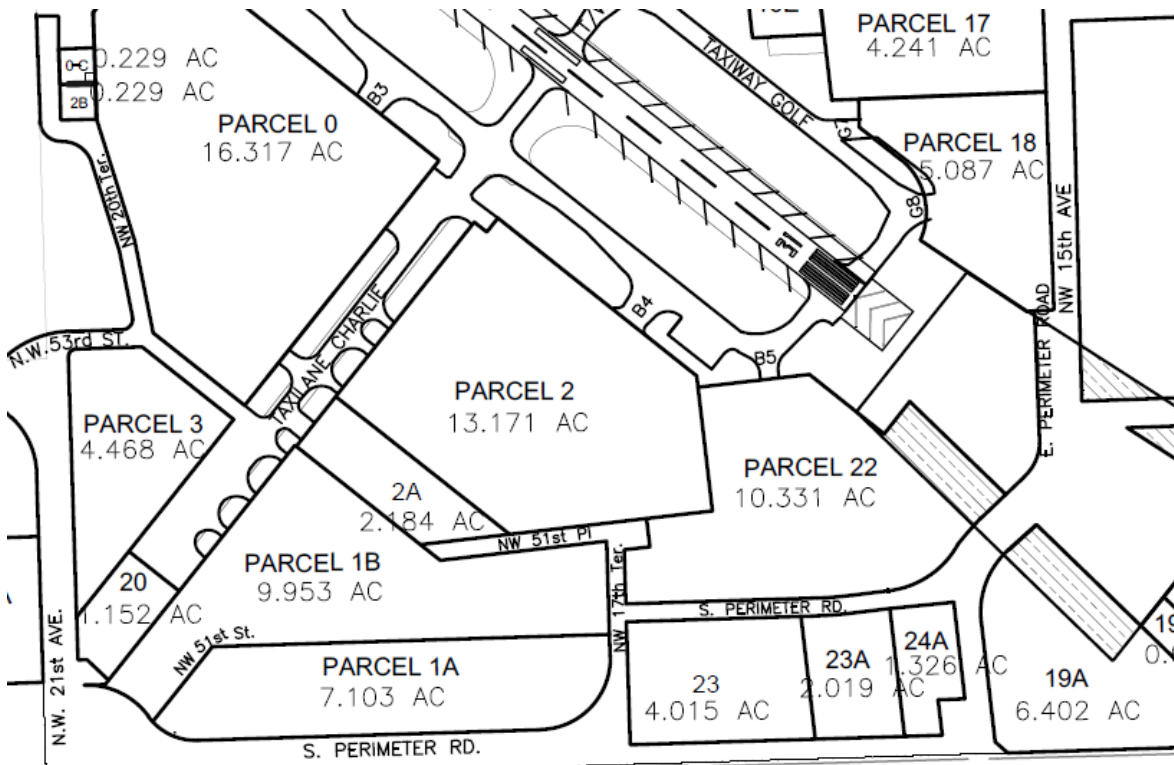 PARCEL 17
4.241 AC
0-C
0.229 AC
2B
0.229 AC
B3
TAXIWAY GOLF
G7
PARCEL 0
16.317 AC
PARCEL 18
5.087 AC
G8
NW 20th Ter.
NW 15th AVE
E. PERIMETER ROAD
N.W.53rd ST.
TAXILANE CHARLIE
B4
B5
PARCEL 2
13.171 AC
PARCEL 3
4.468 AC
PARCEL 22
10.331 AC
2A
2.184 AC
NW 51st Pl
NW 17th Ter.
PARCEL 1B
9.953 AC
20
1.152 AC
N.W. 21st AVE.
NW 51st St.
S. PERIMETER RD.
PARCEL 1A
7.103 AC
23
4.015 AC
23A
2.019 AC
24A
1.326 AC
19A
6.402 AC
S. PERIMETER RD.